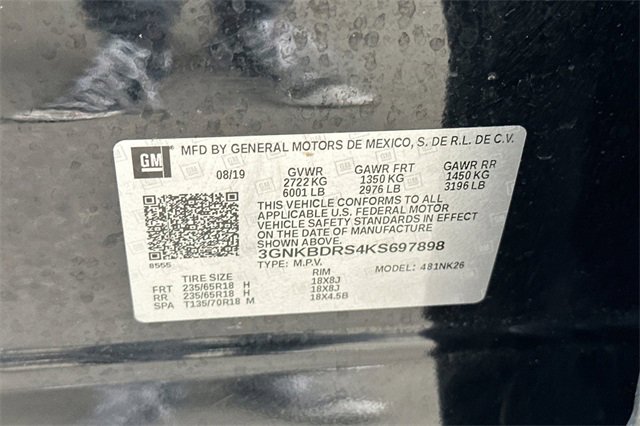 GM
MFD BY GENERAL MOTORS DE MEXICO, S. DE R.L. DE C.V.
08/19 GVWR GAWR FRT GAWR RR
2722 KG 1350 KG 1450 KG
6001 LB 2976 LB 3196 LB
THIS VEHICLE CONFORMS TO ALL
APPLICABLE U.S. FEDERAL MOTOR
VEHICLE SAFETY STANDARDS IN EFFECT
ON THE DATE OF MANUFACTURE
SHOWN ABOVE.
3GNKBDRS4KS697898
8555 TYPE: M.P.V. MODEL: 481NK26
TIRE SIZE RIM
FRT 235/65R18 H 18X8J
RR 235/65R18 H 18X8J
SPA T135/70R18 M 18X4.5B